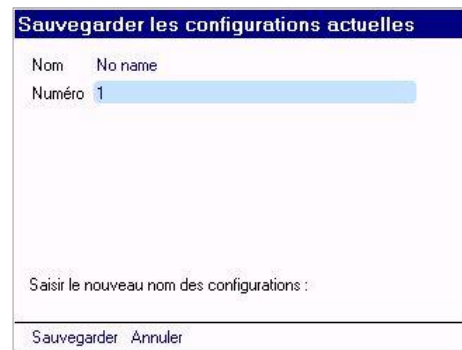 Sauvegarder les configurations actuelles
Nom No name
Numéro 1
Saisir le nouveau nom des configurations :
Sauvegarder Annuler